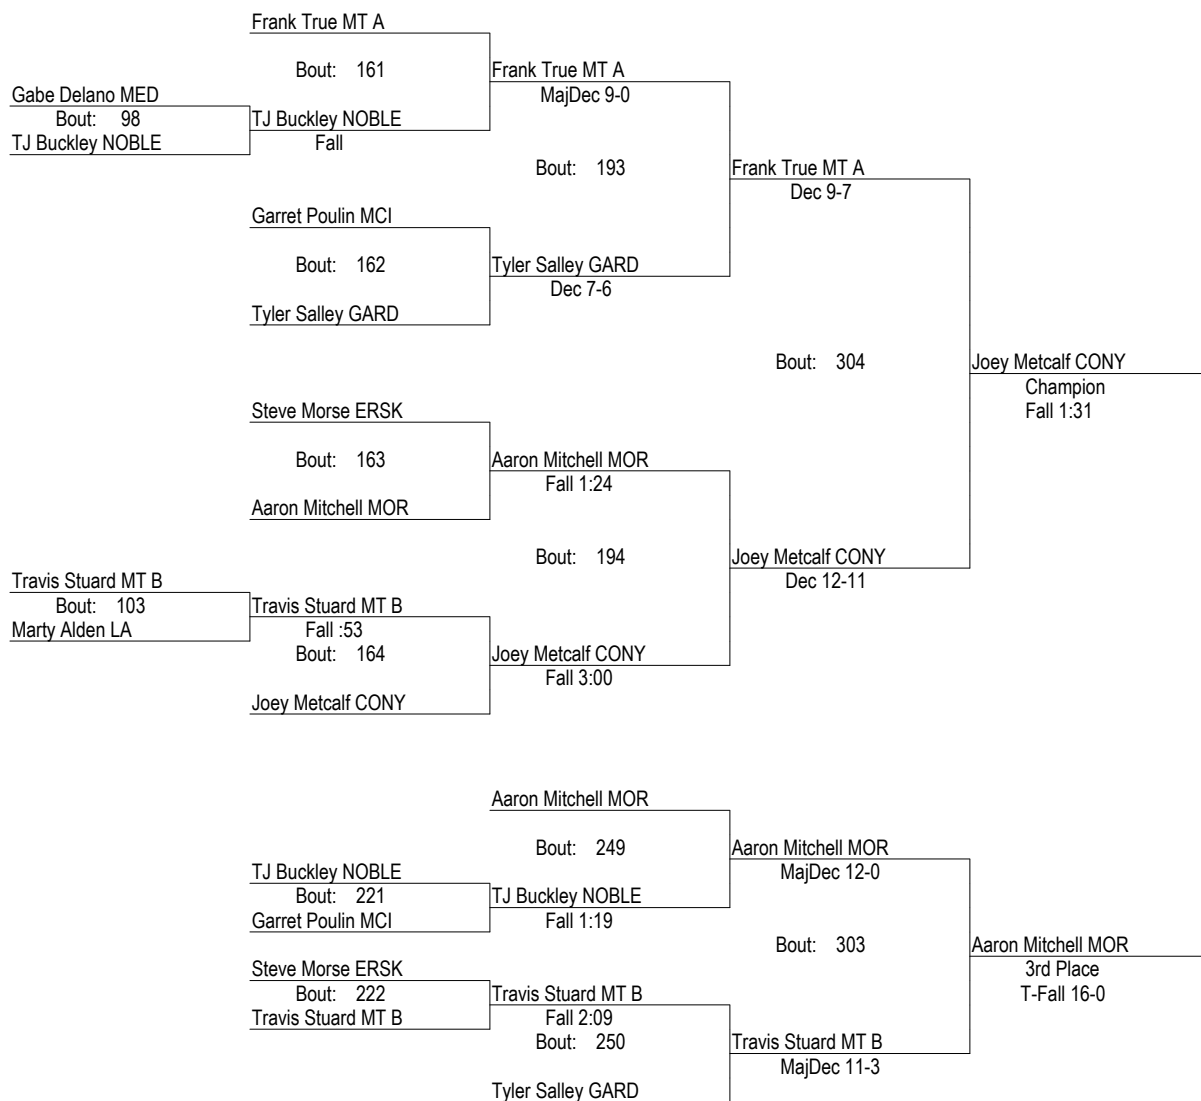 Frank True MT A
Bout: 161
Frank True MT A
MajDec 9-0
Gabe Delano MED
Bout: 98
TJ Buckley NOBLE
TJ Buckley NOBLE
Fall
Bout: 193
Frank True MT A
Dec 9-7
Garret Poulin MCI
Bout: 162
Tyler Salley GARD
Dec 7-6
Tyler Salley GARD
Bout: 304
Joey Metcalf CONY
Champion
Fall 1:31
Steve Morse ERSK
Bout: 163
Aaron Mitchell MOR
Fall 1:24
Aaron Mitchell MOR
Bout: 194
Joey Metcalf CONY
Dec 12-11
Travis Stuard MT B
Bout: 103
Marty Alden LA
Travis Stuard MT B
Fall :53
Bout: 164
Joey Metcalf CONY
Fall 3:00
Joey Metcalf CONY
Aaron Mitchell MOR
Bout: 249
Aaron Mitchell MOR
MajDec 12-0
TJ Buckley NOBLE
Bout: 221
Garret Poulin MCI
TJ Buckley NOBLE
Fall 1:19
Bout: 303
Aaron Mitchell MOR
3rd Place
T-Fall 16-0
Steve Morse ERSK
Bout: 222
Travis Stuard MT B
Travis Stuard MT B
Fall 2:09
Bout: 250
Travis Stuard MT B
MajDec 11-3
Tyler Salley GARD